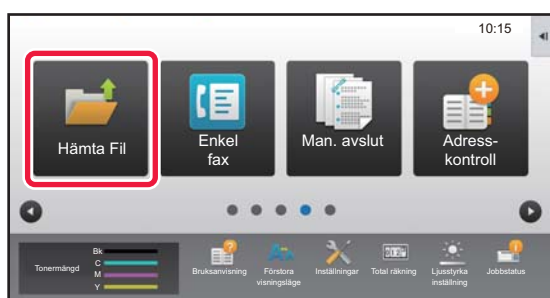 10:15
Hämta Fil
Enkel
fax
Man. avslut
Adress-
kontroll
Tonermängd
Bk
C
M
Y
Bruksanvisning
Förstora
visningsläge
Inställningar
Total räkning
Ljusstyrka
inställning
Jobbstatus